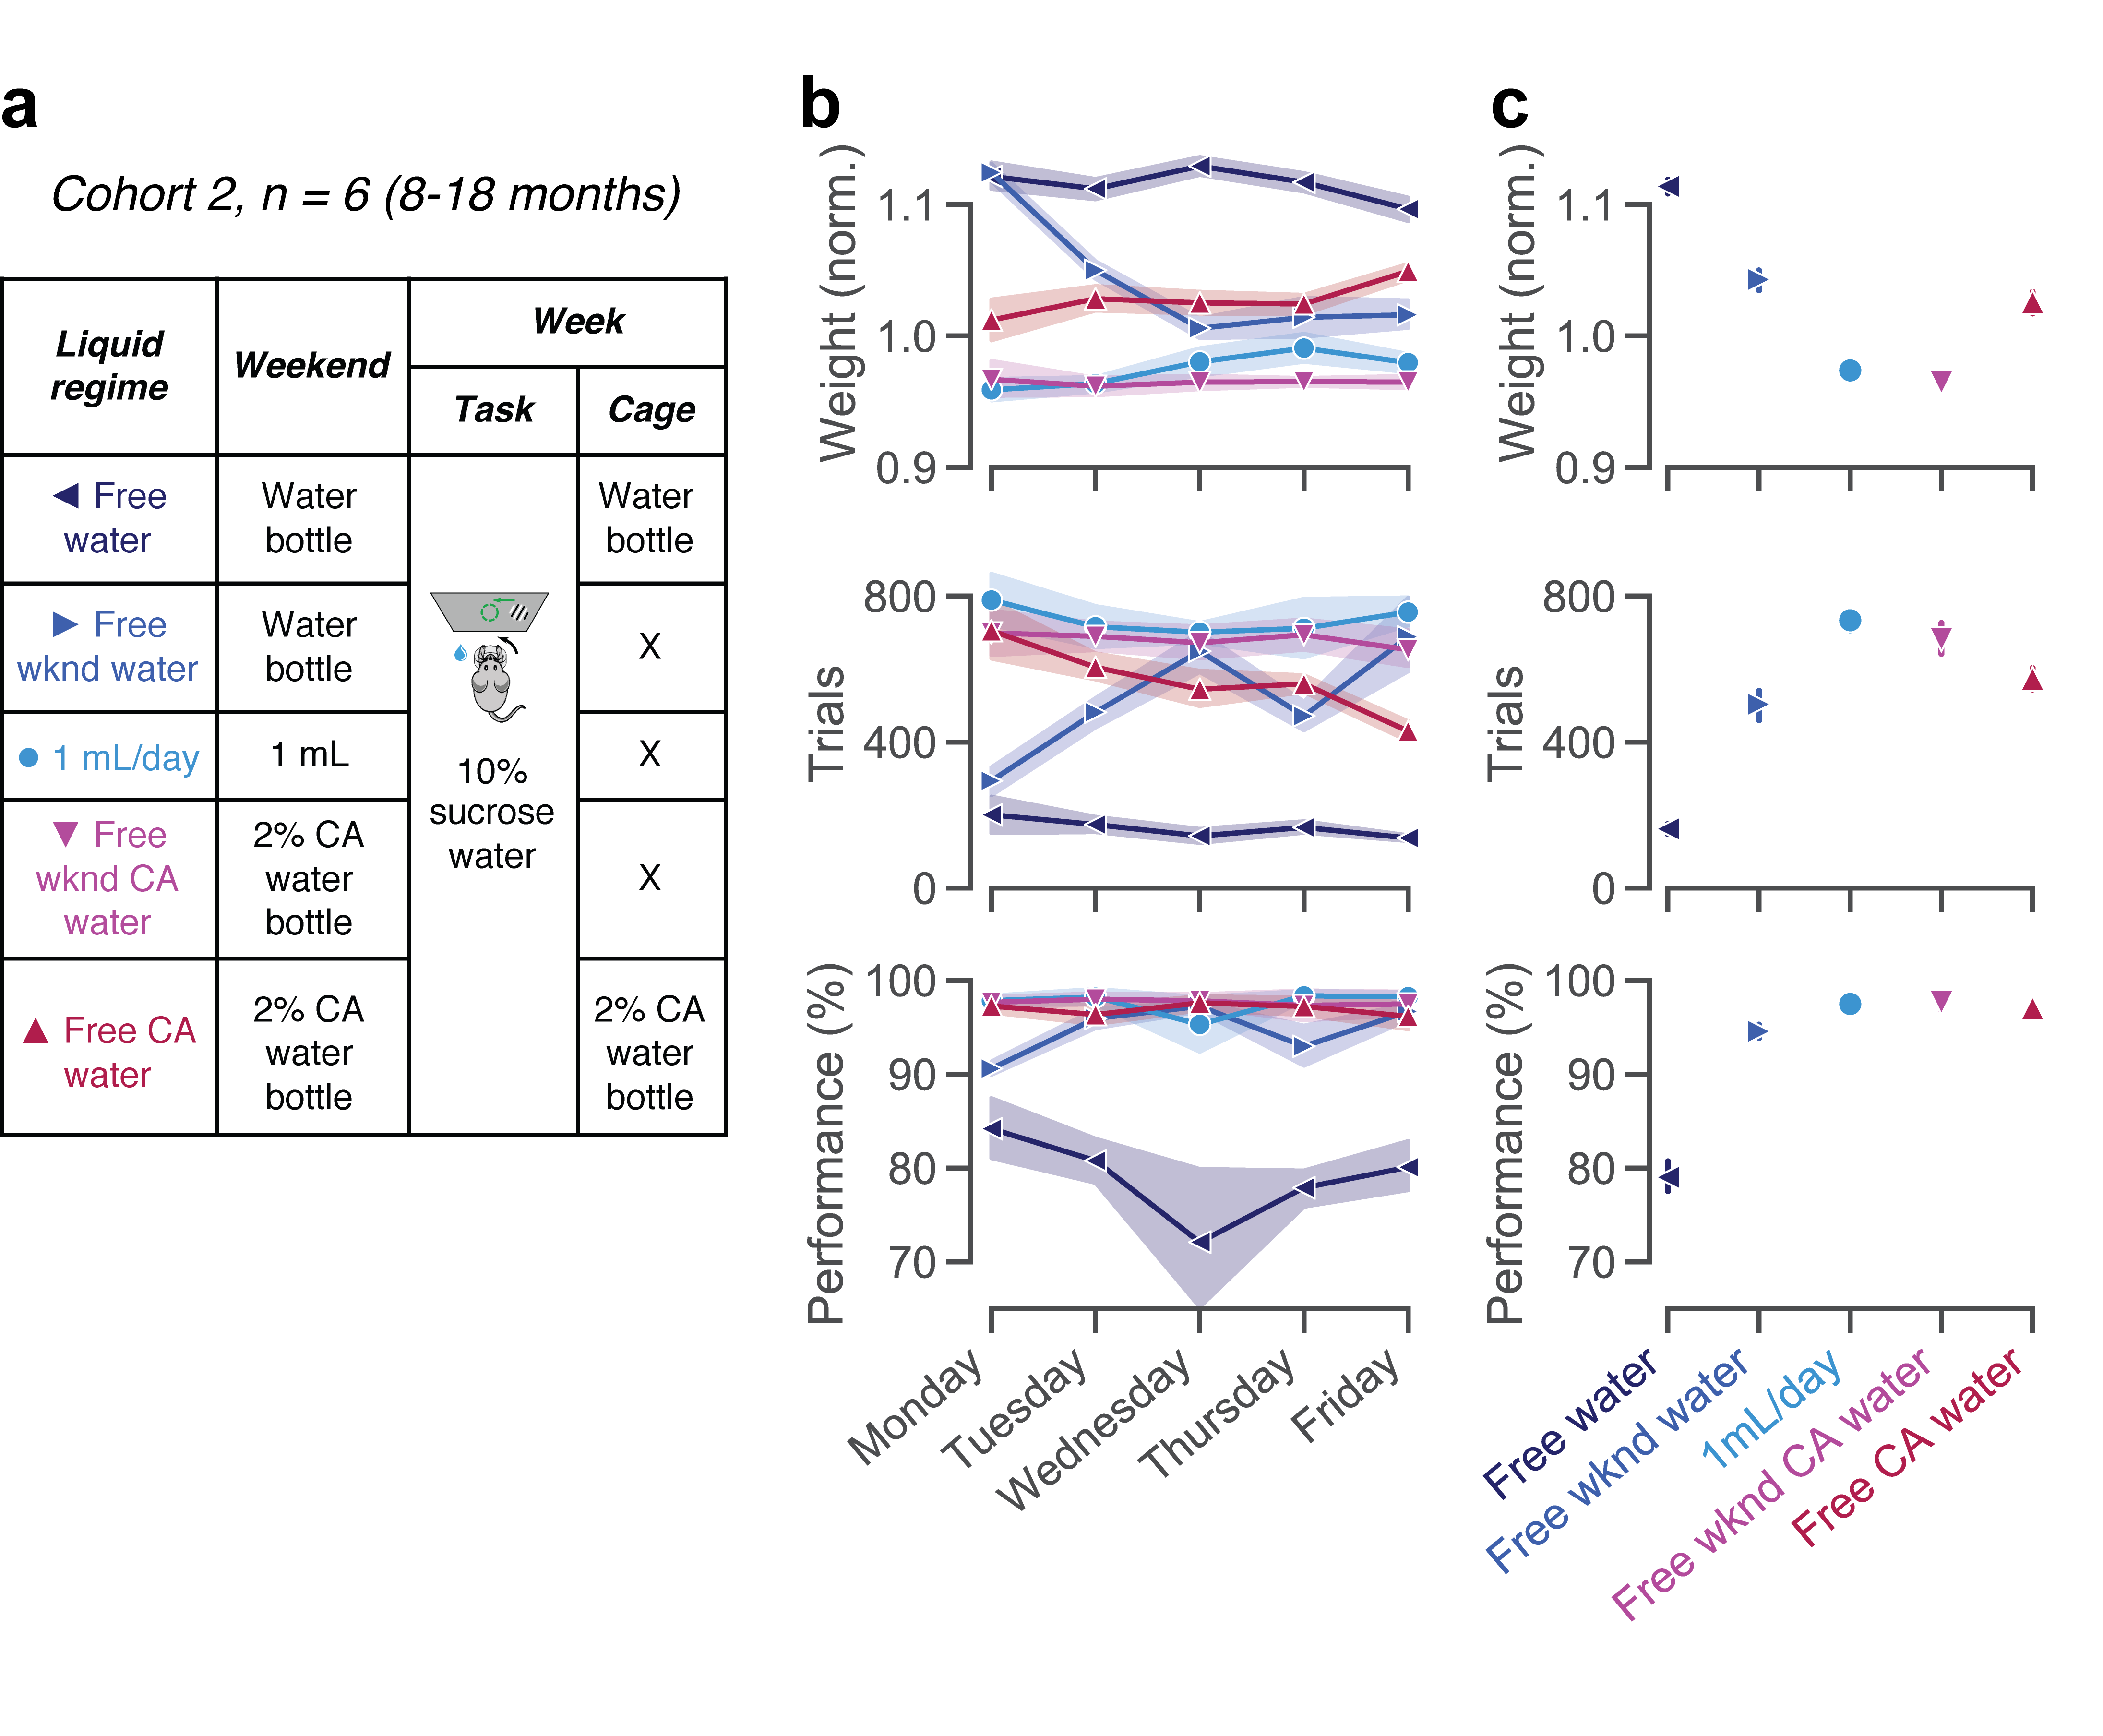 a
Cohort 2, n = 6 (8-18 months)
Liquid
regime
Weekend
Week
Task
Cage
Free
water
Water
bottle
Water
bottle
Free
wknd water
Water
bottle
X
1 mL/day
1 mL
X
10%
sucrose
water
Free
wknd CA
water
2% CA
water
bottle
X
Free CA
water
2% CA
water
bottle
2% CA
water
bottle
b
Weight (norm.)
1.1
1.0
0.9
Trials
800
400
0
Performance (%)
100
90
80
70
Monday
Tuesday
Wednesday
Thursday
Friday
c
Weight (norm.)
1.1
1.0
0.9
Trials
800
400
0
Performance (%)
100
90
80
70
Free water
Free wknd water
1mL/day
Free wknd CA water
Free CA water